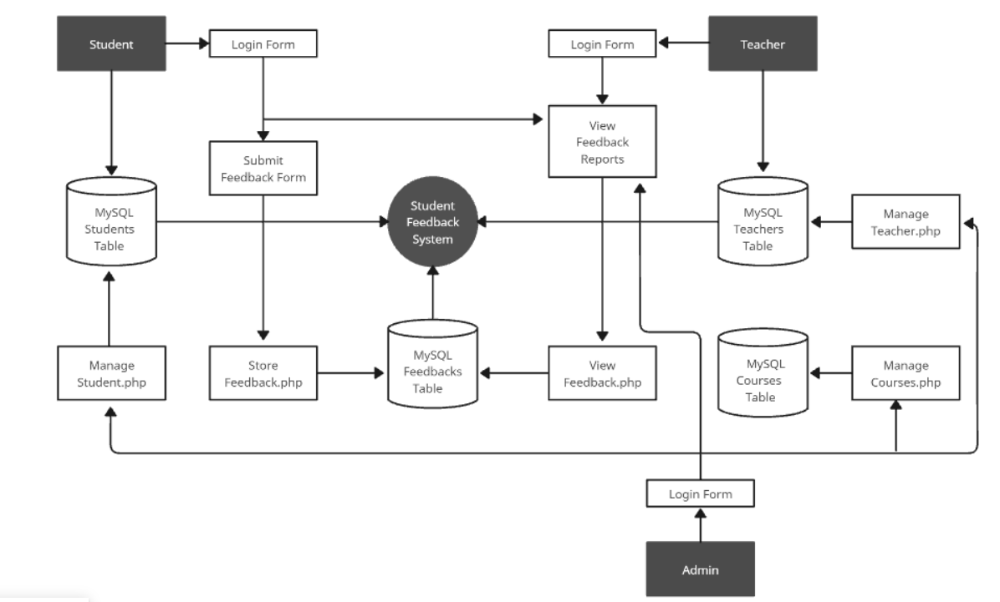 Student
Login Form
Login Form
Teacher
View
Feedback
Reports
Submit
Feedback Form
MySQL
Students
Table
Student
Feedback
System
MySQL
Teachers
Table
Manage
Teacher.php
Manage
Student.php
Store
Feedback.php
MySQL
Feedbacks
Table
View
Feedback.php
MySQL
Courses
Table
Manage
Courses.php
Login Form
Admin